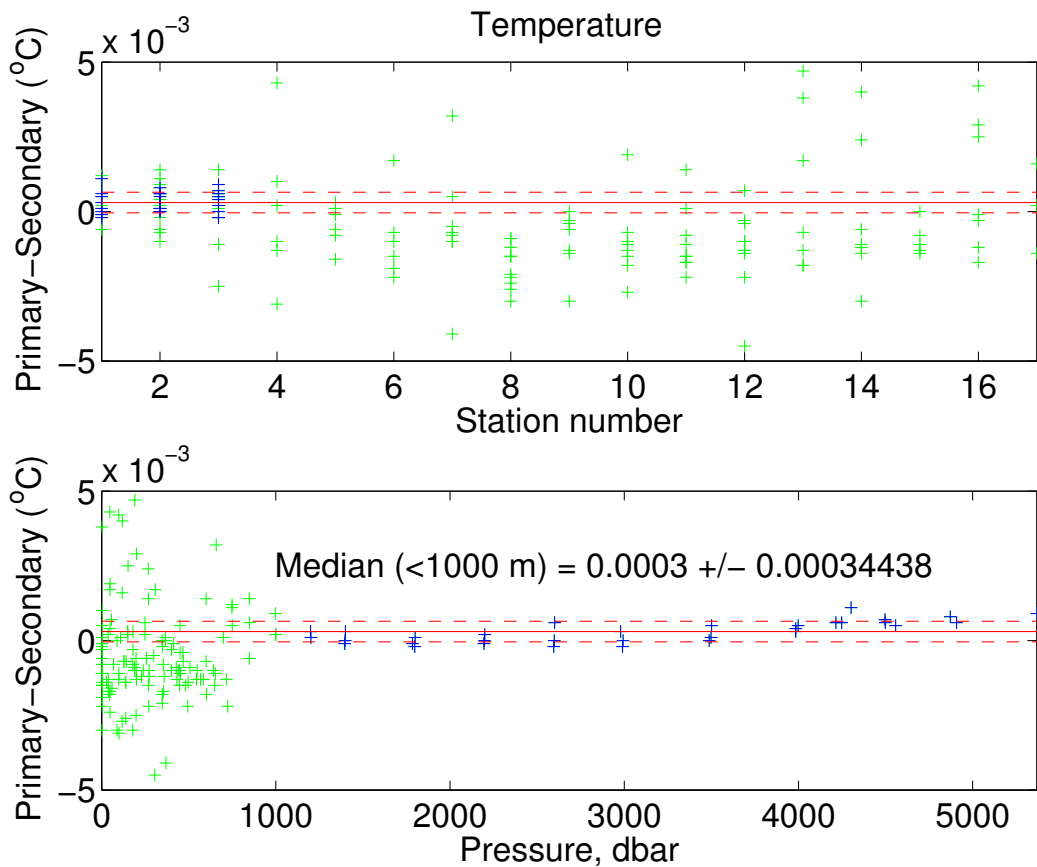 Temperature
x 10⁻³
5
0
−5
Primary−Secondary (°C)
2 4 6 8 10 12 14 16
Station number
x 10⁻³
5
0
−5
Primary−Secondary (°C)
Median (<1000 m) = 0.0003 +/− 0.00034438
0 1000 2000 3000 4000 5000
Pressure, dbar